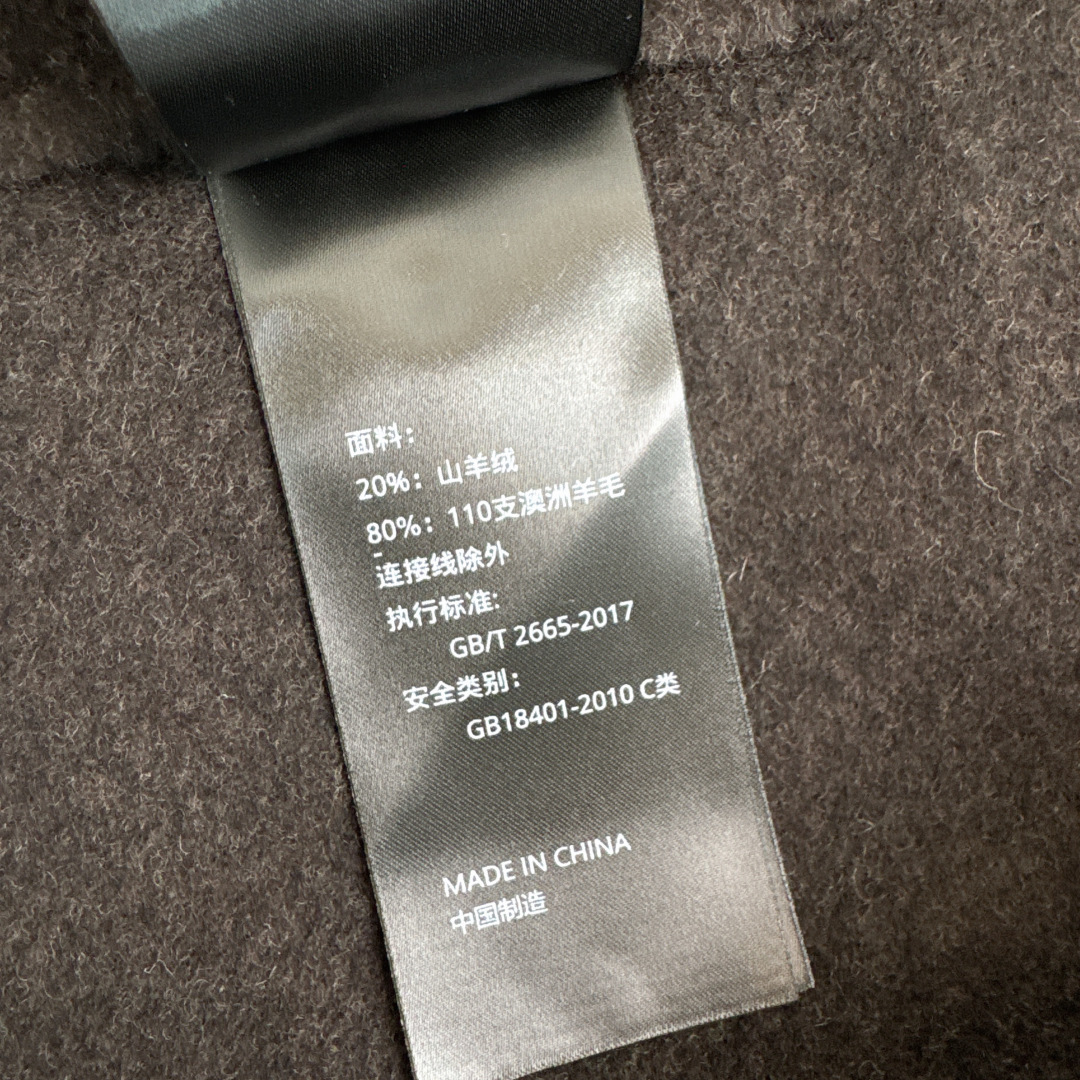 面料：
20%：山羊绒
80%：110支澳洲羊毛
-
连接线除外
执行标准:
GB/T 2665-2017
安全类别：
GB18401-2010 C类
MADE IN CHINA
中国制造